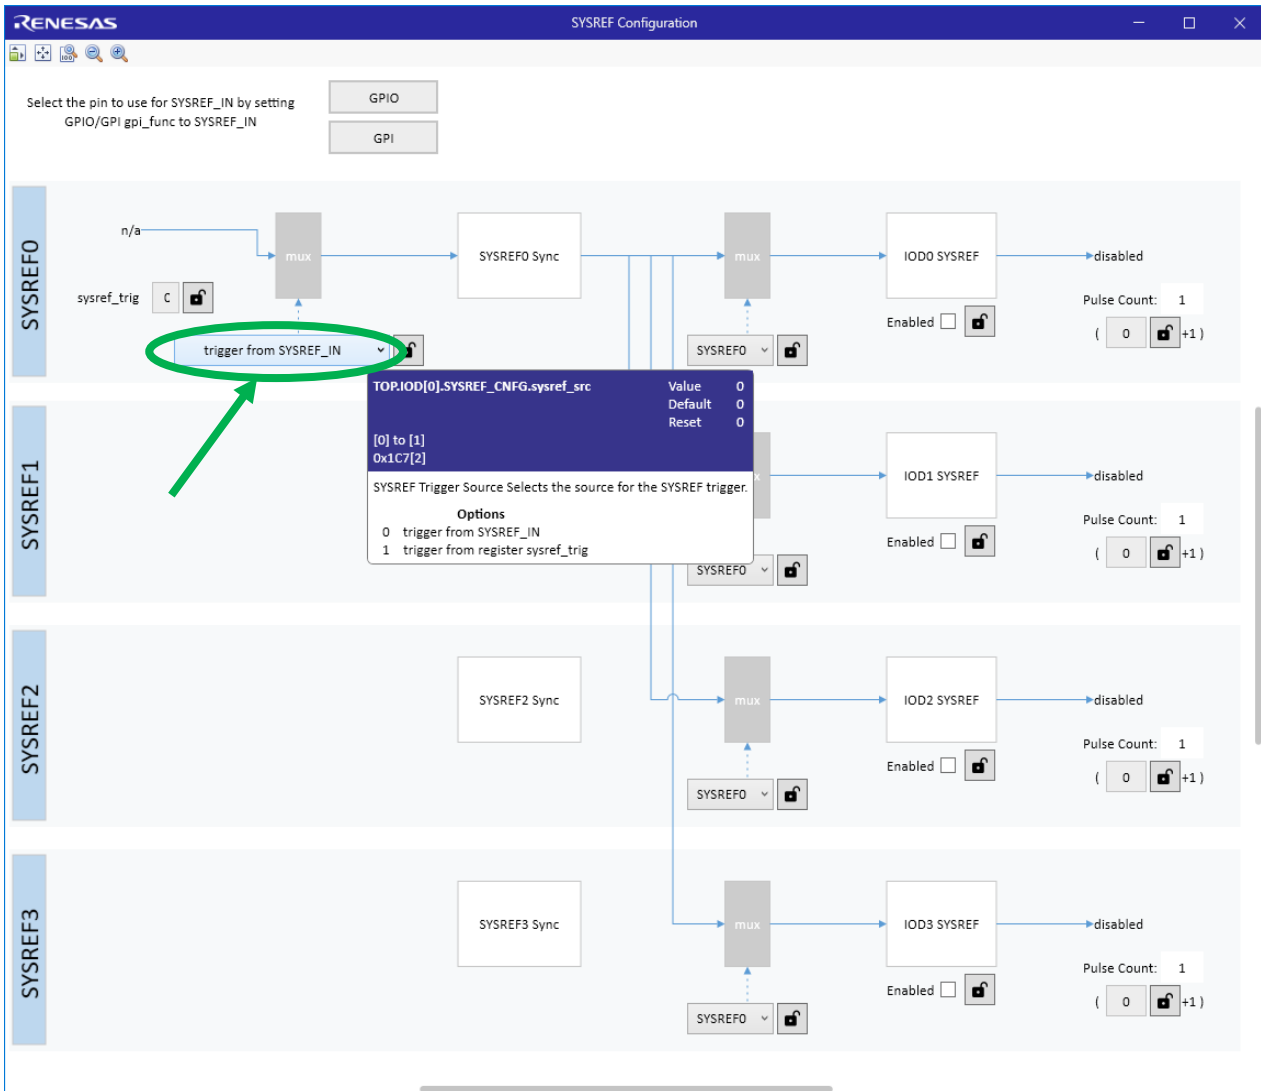 RENESAS
SYSREF Configuration
Select the pin to use for SYSREF_IN by setting
GPIO/GPI gpi_func to SYSREF_IN
GPIO
GPI
SYSREF0
n/a
mux
SYSREF0 Sync
mux
IOD0 SYSREF
disabled
sysref_trig
C
Pulse Count: 1
Enabled
( 0 +1 )
trigger from SYSREF_IN
SYSREF0
TOP.IOD[0].SYSREF_CNFG.sysref_src
Value 0
Default 0
Reset 0
[0] to [1]
0x1C7[2]
SYSREF Trigger Source Selects the source for the SYSREF trigger.
Options
0 trigger from SYSREF_IN
1 trigger from register sysref_trig
SYSREF1
IOD1 SYSREF
disabled
Pulse Count: 1
Enabled
( 0 +1 )
SYSREF0
SYSREF2
SYSREF2 Sync
mux
IOD2 SYSREF
disabled
Pulse Count: 1
Enabled
( 0 +1 )
SYSREF0
SYSREF3
SYSREF3 Sync
mux
IOD3 SYSREF
disabled
Pulse Count: 1
Enabled
( 0 +1 )
SYSREF0